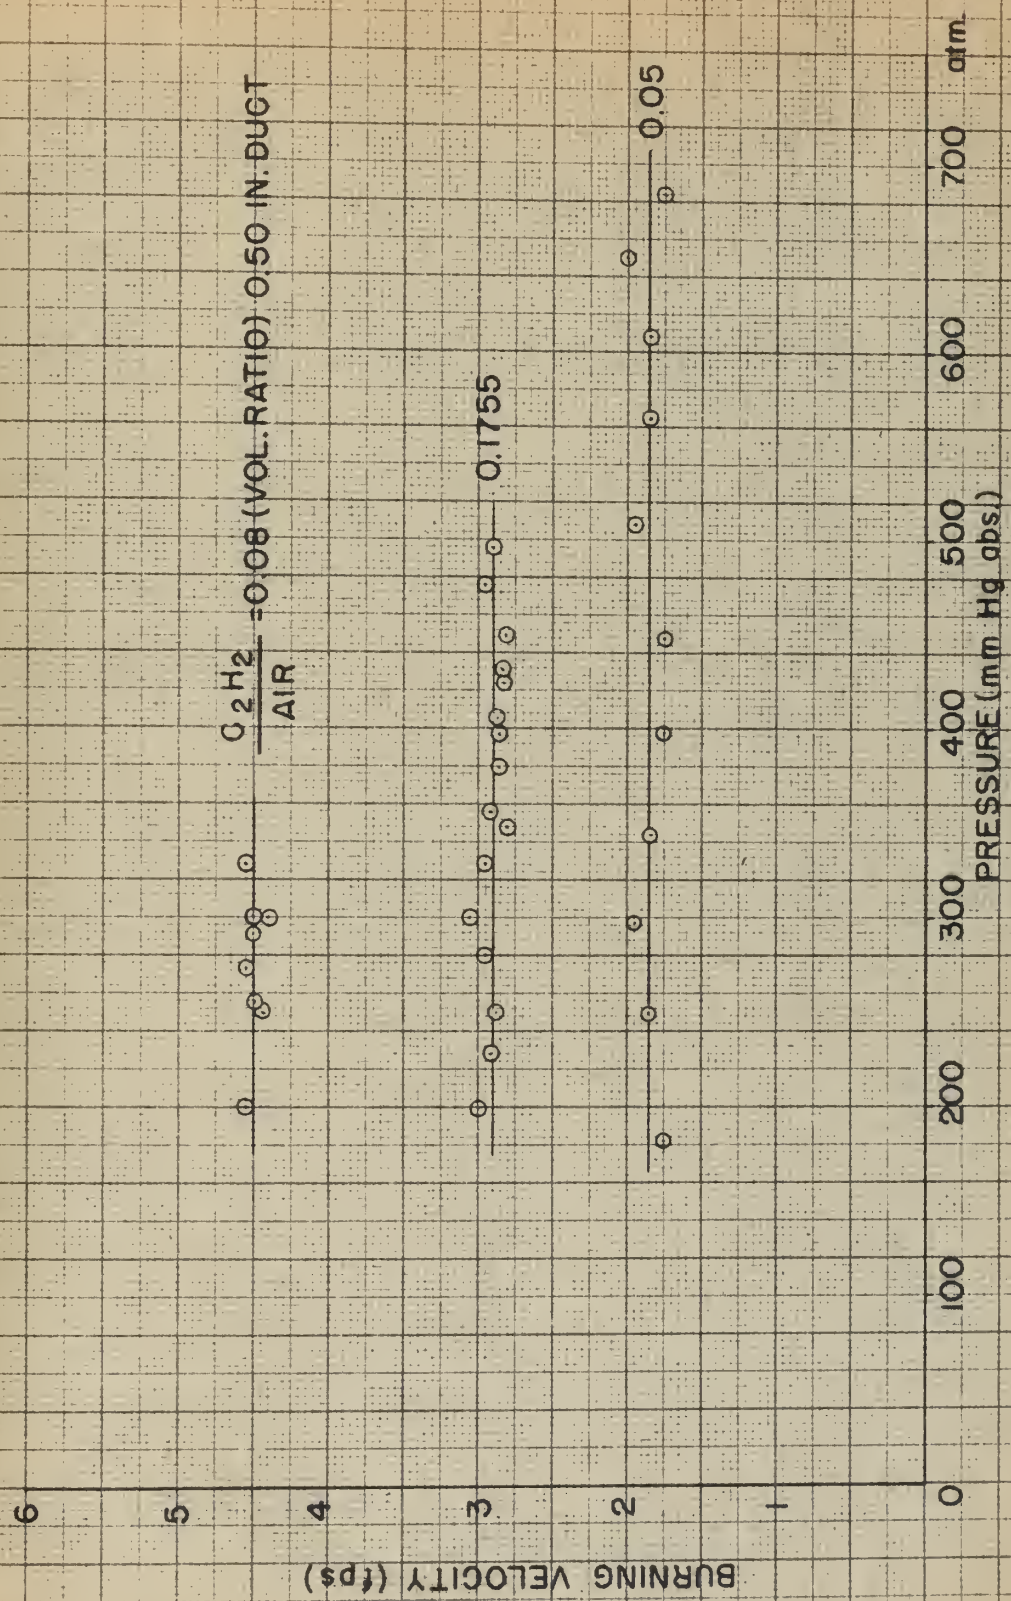 C2H2
AIR
=0.08 (VOL. RATIO) 0.50 IN. DUCT
0.1755
0.05
6
5
4
3
2
1
0
100
200
300
400
500
600
700
atm.
BURNING VELOCITY (fps)
PRESSURE (mm Hg abs.)